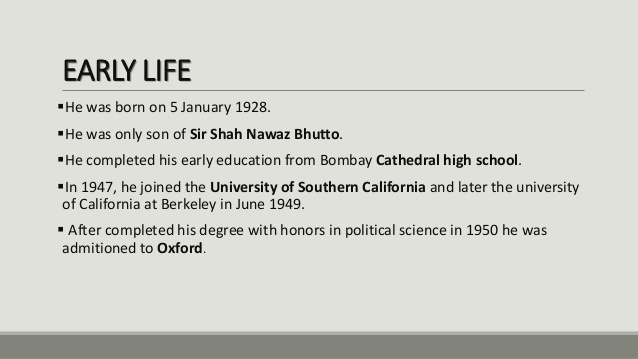 EARLY LIFE
▪He was born on 5 January 1928.
▪He was only son of Sir Shah Nawaz Bhutto.
▪He completed his early education from Bombay Cathedral high school.
▪In 1947, he joined the University of Southern California and later the university
of California at Berkeley in June 1949.
▪ After completed his degree with honors in political science in 1950 he was
admitioned to Oxford.